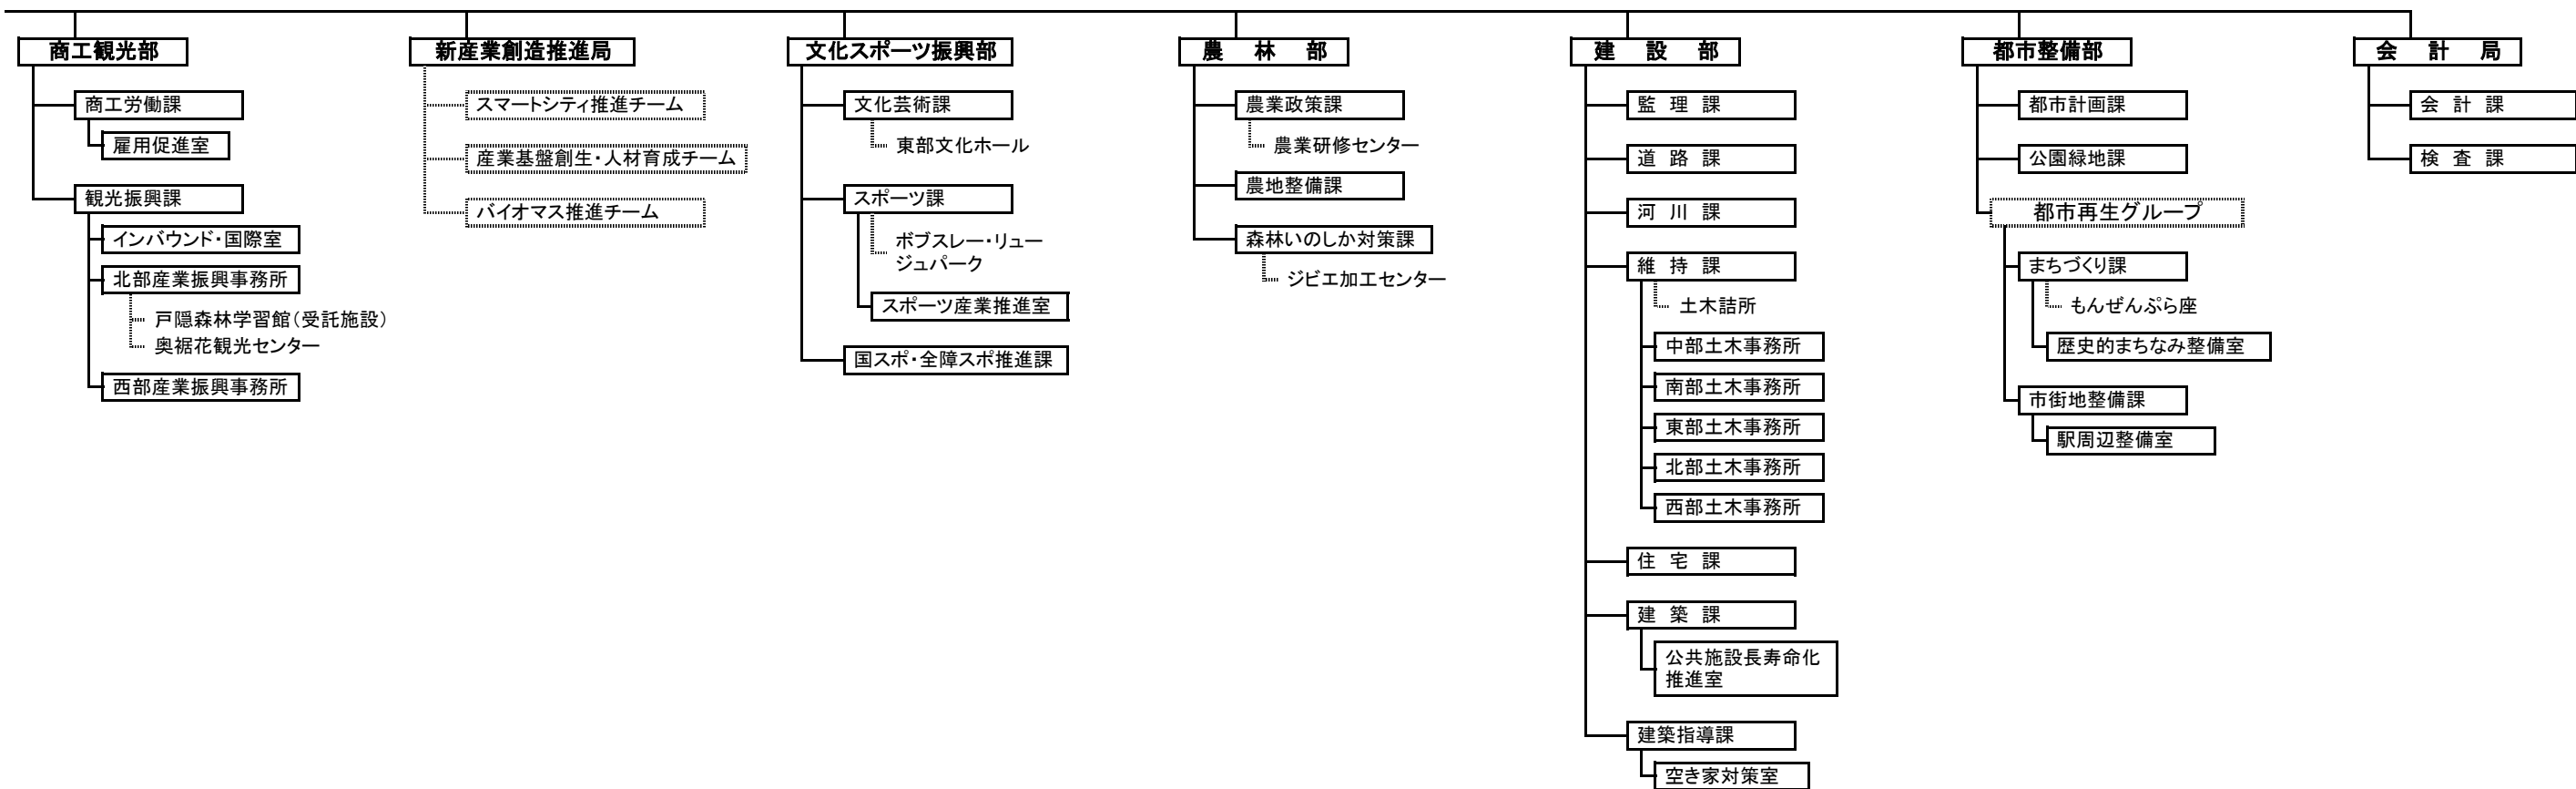 商工観光部
商工労働課
雇用促進室
観光振興課
インバウンド・国際室
北部産業振興事務所
戸隠森林学習館(受託施設)
奥裾花観光センター
西部産業振興事務所
新産業創造推進局
スマートシティ推進チーム
産業基盤創生・人材育成チーム
バイオマス推進チーム
文化スポーツ振興部
文化芸術課
東部文化ホール
スポーツ課
ボブスレー・リュー
ジュパーク
スポーツ産業推進室
国スポ・全障スポ推進課
農　林　部
農業政策課
農業研修センター
農地整備課
森林いのしか対策課
ジビエ加工センター
建　設　部
監　理　課
道　路　課
河　川　課
維　持　課
土木詰所
中部土木事務所
南部土木事務所
東部土木事務所
北部土木事務所
西部土木事務所
住　宅　課
建　築　課
公共施設長寿命化
推進室
建築指導課
空き家対策室
都市整備部
都市計画課
公園緑地課
都市再生グループ
まちづくり課
もんぜんぷら座
歴史的まちなみ整備室
市街地整備課
駅周辺整備室
会　計　局
会　計　課
検　査　課